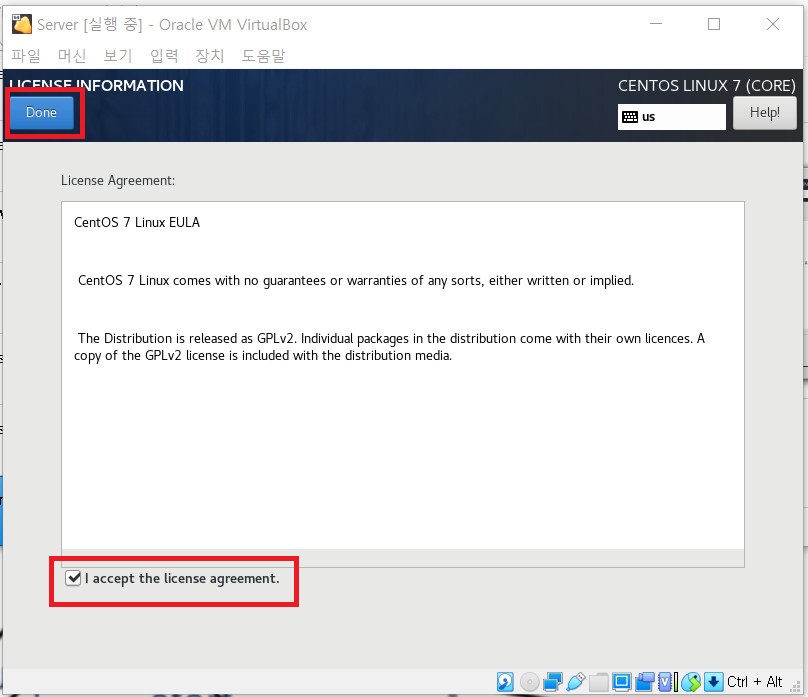 Server [실행 중] - Oracle VM VirtualBox
파일 머신 보기 입력 장치 도움말
LICENSE INFORMATION
CENTOS LINUX 7 (CORE)
Done
us
Help!
License Agreement:
CentOS 7 Linux EULA
CentOS 7 Linux comes with no guarantees or warranties of any sorts, either written or implied.
The Distribution is released as GPLv2. Individual packages in the distribution come with their own licences. A
copy of the GPLv2 license is included with the distribution media.
I accept the license agreement.
Ctrl + Alt